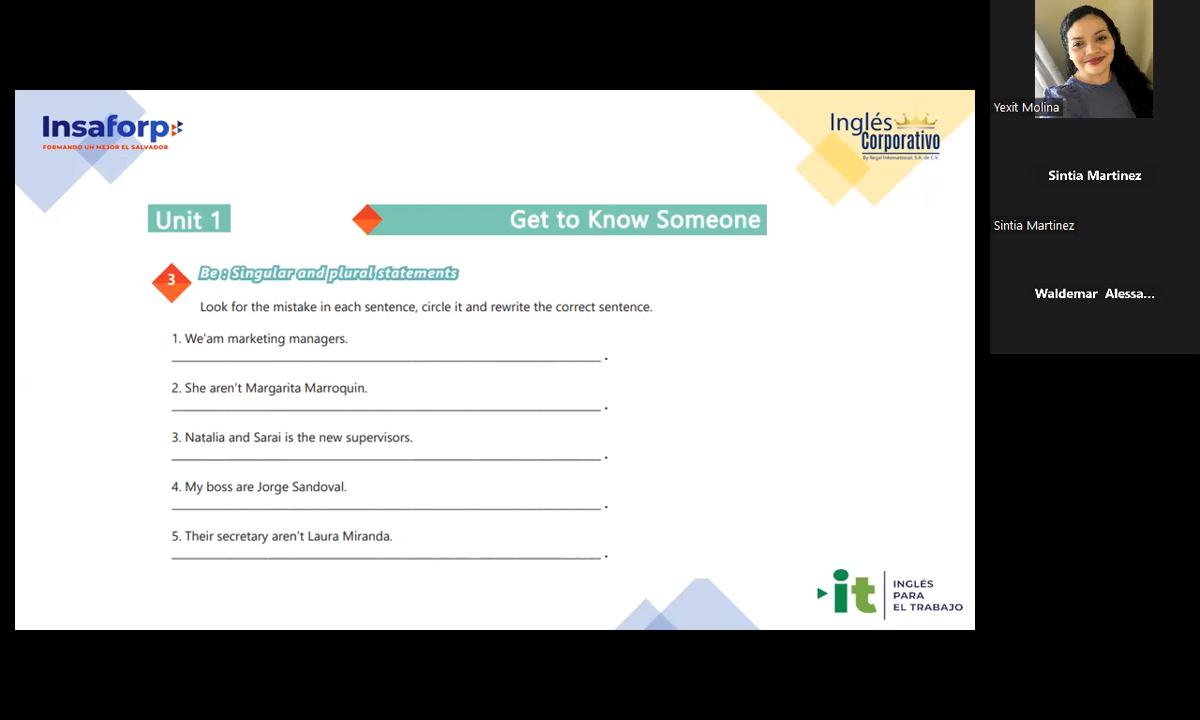 Insaforp
FORMANDO UN MEJOR EL SALVADOR
Inglés
Corporativo
By Regal International, S.A. de C.V.
Unit 1
Get to Know Someone
3
Be : Singular and plural statements
Look for the mistake in each sentence, circle it and rewrite the correct sentence.
1. We'am marketing managers.
2. She aren't Margarita Marroquin.
3. Natalia and Sarai is the new supervisors.
4. My boss are Jorge Sandoval.
5. Their secretary aren't Laura Miranda.
it
INGLÉS
PARA
EL TRABAJO
Yexit Molina
Sintia Martinez
Sintia Martinez
Waldemar Alessa...